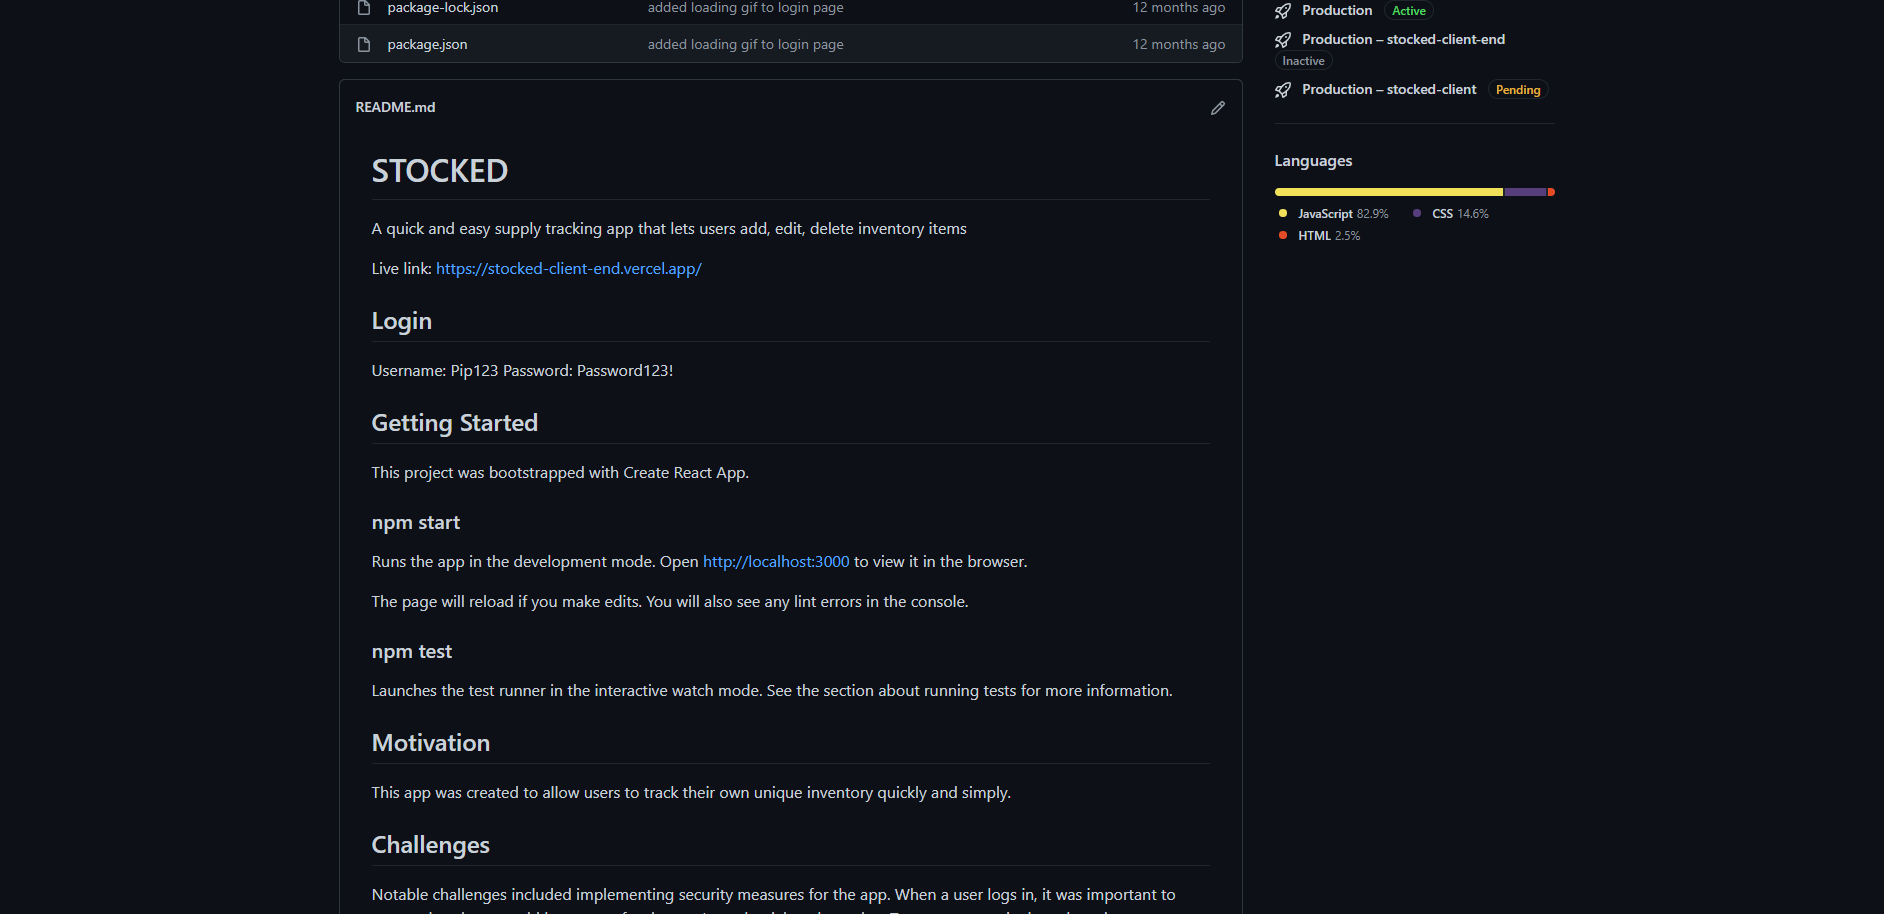 package-lock.json added loading gif to login page 12 months ago
package.json added loading gif to login page 12 months ago
README.md
STOCKED
A quick and easy supply tracking app that lets users add, edit, delete inventory items
Live link: https://stocked-client-end.vercel.app/
Login
Username: Pip123 Password: Password123!
Getting Started
This project was bootstrapped with Create React App.
npm start
Runs the app in the development mode. Open http://localhost:3000 to view it in the browser.
The page will reload if you make edits. You will also see any lint errors in the console.
npm test
Launches the test runner in the interactive watch mode. See the section about running tests for more information.
Motivation
This app was created to allow users to track their own unique inventory quickly and simply.
Challenges
Notable challenges included implementing security measures for the app. When a user logs in, it was important to
Production Active
Production – stocked-client-end
Inactive
Production – stocked-client Pending
Languages
JavaScript 82.9% CSS 14.6%
HTML 2.5%